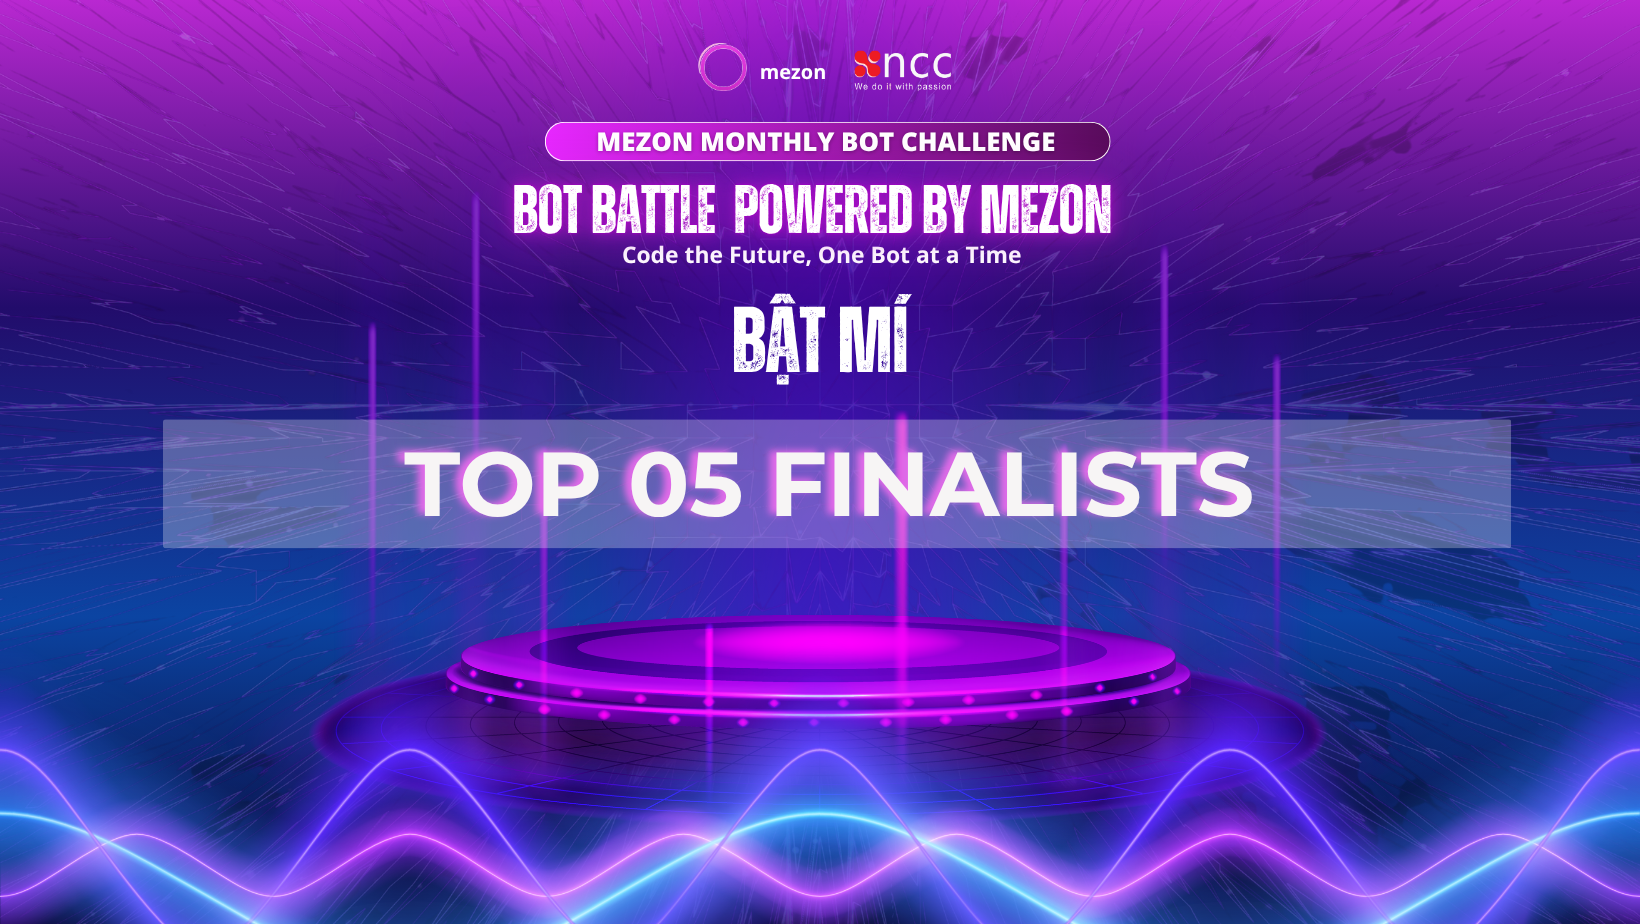 mezon
ncc
We do it with passion
MEZON MONTHLY BOT CHALLENGE
BOT BATTLE POWERED BY MEZON
Code the Future, One Bot at a Time
BẬT MÍ
TOP 05 FINALISTS